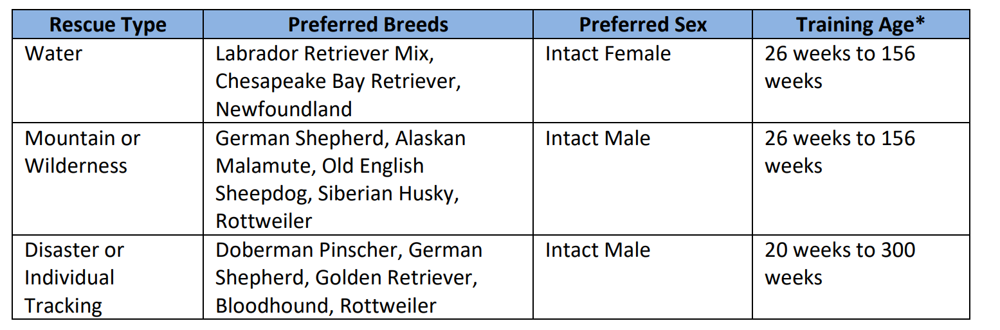 Rescue Type Preferred Breeds Preferred Sex Training Age*
Water Labrador Retriever Mix, Intact Female 26 weeks to 156
Chesapeake Bay Retriever, weeks
Newfoundland
Mountain or German Shepherd, Alaskan Intact Male 26 weeks to 156
Wilderness Malamute, Old English weeks
Sheepdog, Siberian Husky,
Rottweiler
Disaster or Doberman Pinscher, German Intact Male 20 weeks to 300
Individual Shepherd, Golden Retriever, weeks
Tracking Bloodhound, Rottweiler